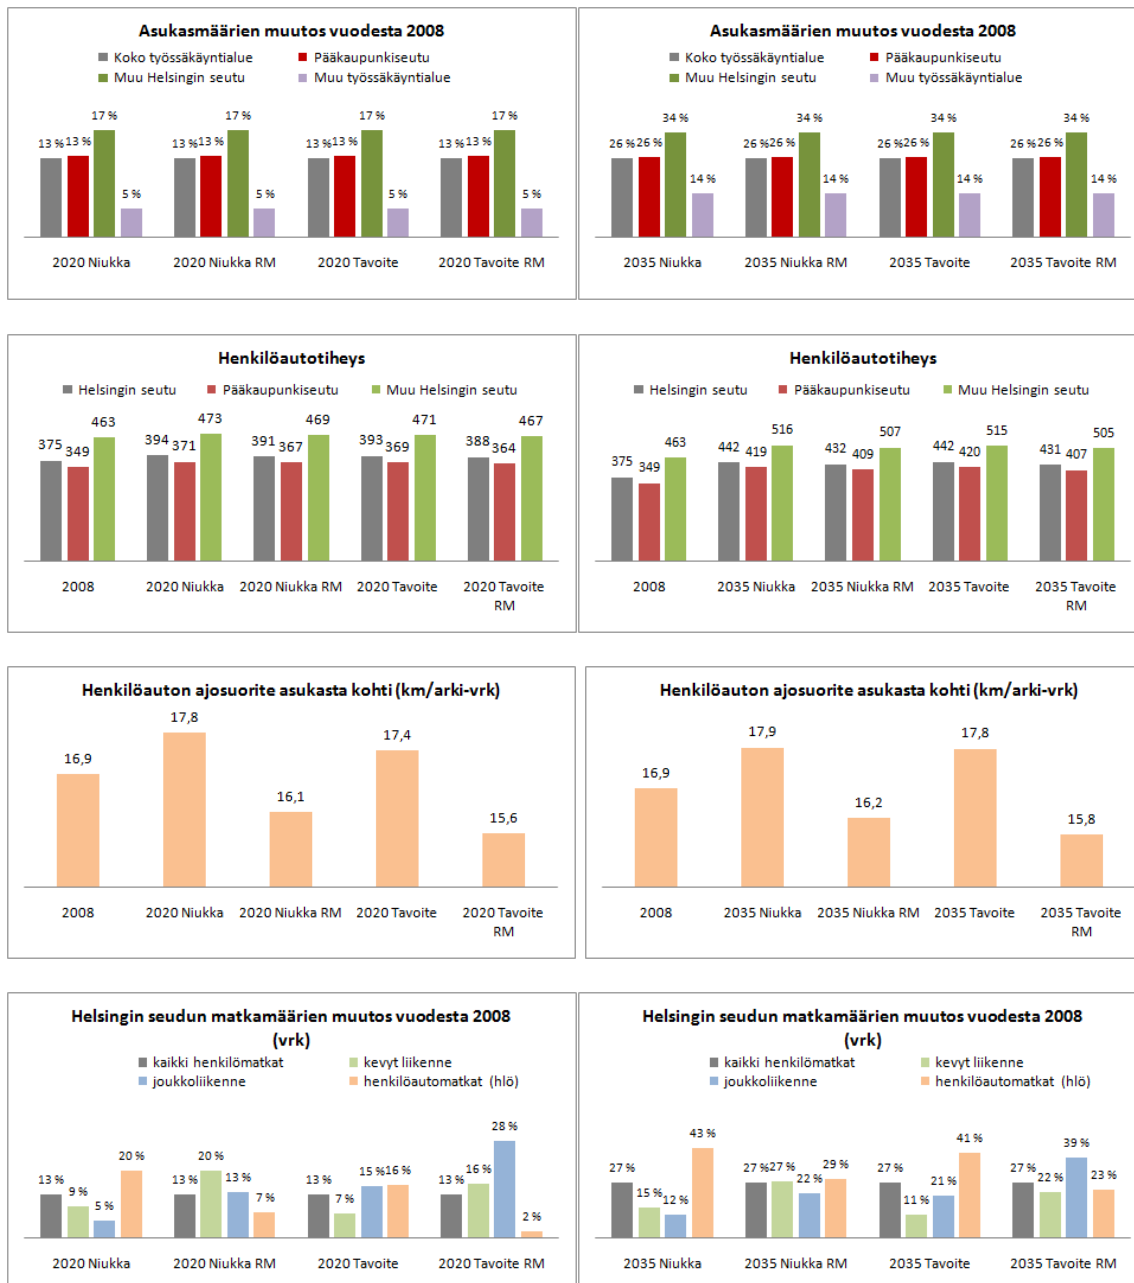 Asukasmäärien muutos vuodesta 2008
Koko työssäkäyntialue
Pääkaupunkiseutu
Muu Helsingin seutu
Muu työssäkäyntialue
13 % 13 % 17 % 5 %
13 % 13 % 17 % 5 %
13 % 13 % 17 % 5 %
13 % 13 % 17 % 5 %
2020 Niukka
2020 Niukka RM
2020 Tavoite
2020 Tavoite RM
Asukasmäärien muutos vuodesta 2008
Koko työssäkäyntialue
Pääkaupunkiseutu
Muu Helsingin seutu
Muu työssäkäyntialue
26 % 26 % 34 % 14 %
26 % 26 % 34 % 14 %
26 % 26 % 34 % 14 %
26 % 26 % 34 % 14 %
2035 Niukka
2035 Niukka RM
2035 Tavoite
2035 Tavoite RM
Henkilöautotiheys
Helsingin seutu
Pääkaupunkiseutu
Muu Helsingin seutu
375 349 463
394 371 473
391 367 469
393 369 471
388 364 467
2008
2020 Niukka
2020 Niukka RM
2020 Tavoite
2020 Tavoite
RM
Henkilöautotiheys
Helsingin seutu
Pääkaupunkiseutu
Muu Helsingin seutu
375 349 463
442 419 516
432 409 507
442 420 515
431 407 505
2008
2035 Niukka
2035 Niukka RM
2035 Tavoite
2035 Tavoite
RM
Henkilöauton ajosuorite asukasta kohti (km/arki-vrk)
16,9
17,8
16,1
17,4
15,6
2008
2020 Niukka
2020 Niukka RM
2020 Tavoite
2020 Tavoite
RM
Henkilöauton ajosuorite asukasta kohti (km/arki-vrk)
16,9
17,9
16,2
17,8
15,8
2008
2035 Niukka
2035 Niukka RM
2035 Tavoite
2035 Tavoite
RM
Helsingin seudun matkamäärien muutos vuodesta 2008
(vrk)
kaikki henkilömatkat
kevyt liikenne
joukkoliikenne
henkilöautomatkat (hlö)
13 % 9 % 5 % 20 %
13 % 20 % 13 % 7 %
13 % 7 % 15 % 16 %
13 % 16 % 28 % 2 %
2020 Niukka
2020 Niukka RM
2020 Tavoite
2020 Tavoite RM
Helsingin seudun matkamäärien muutos vuodesta 2008
(vrk)
kaikki henkilömatkat
kevyt liikenne
joukkoliikenne
henkilöautomatkat (hlö)
27 % 15 % 12 % 43 %
27 % 27 % 22 % 29 %
27 % 11 % 21 % 41 %
27 % 22 % 39 % 23 %
2035 Niukka
2035 Niukka RM
2035 Tavoite
2035 Tavoite RM